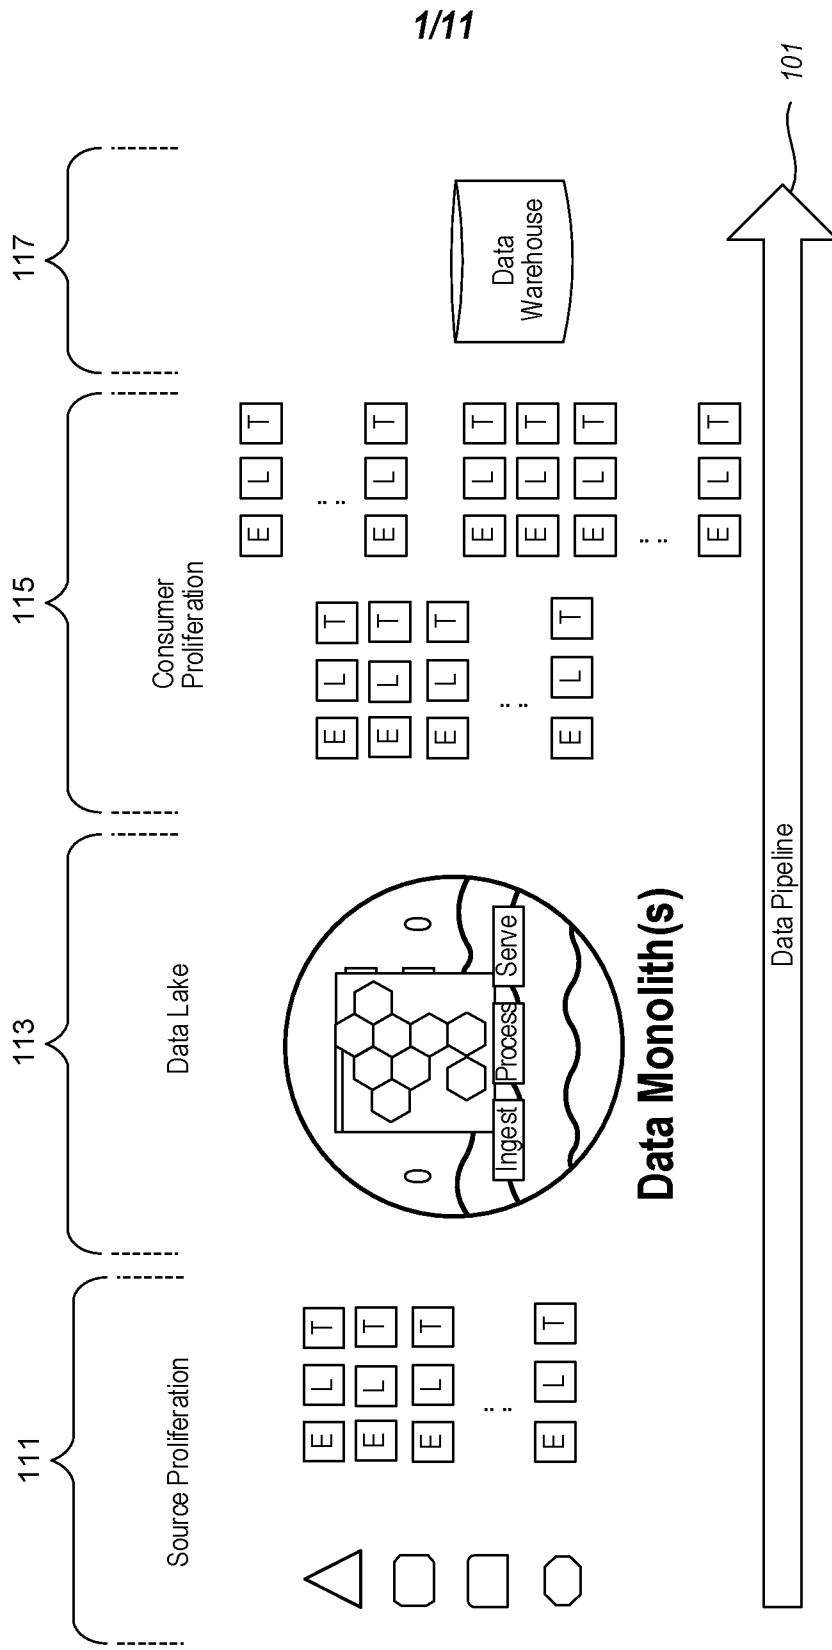 1/11
111
113
115
117
Source Proliferation
Data Lake
Consumer
Proliferation
E L T
E L T
E L T
E L T
Ingest
Process
Serve
Data Monolith(s)
E L T
E L T
E L T
E L T
E L T
E L T
E L T
E L T
E L T
E L T
Data
Warehouse
Data Pipeline
101